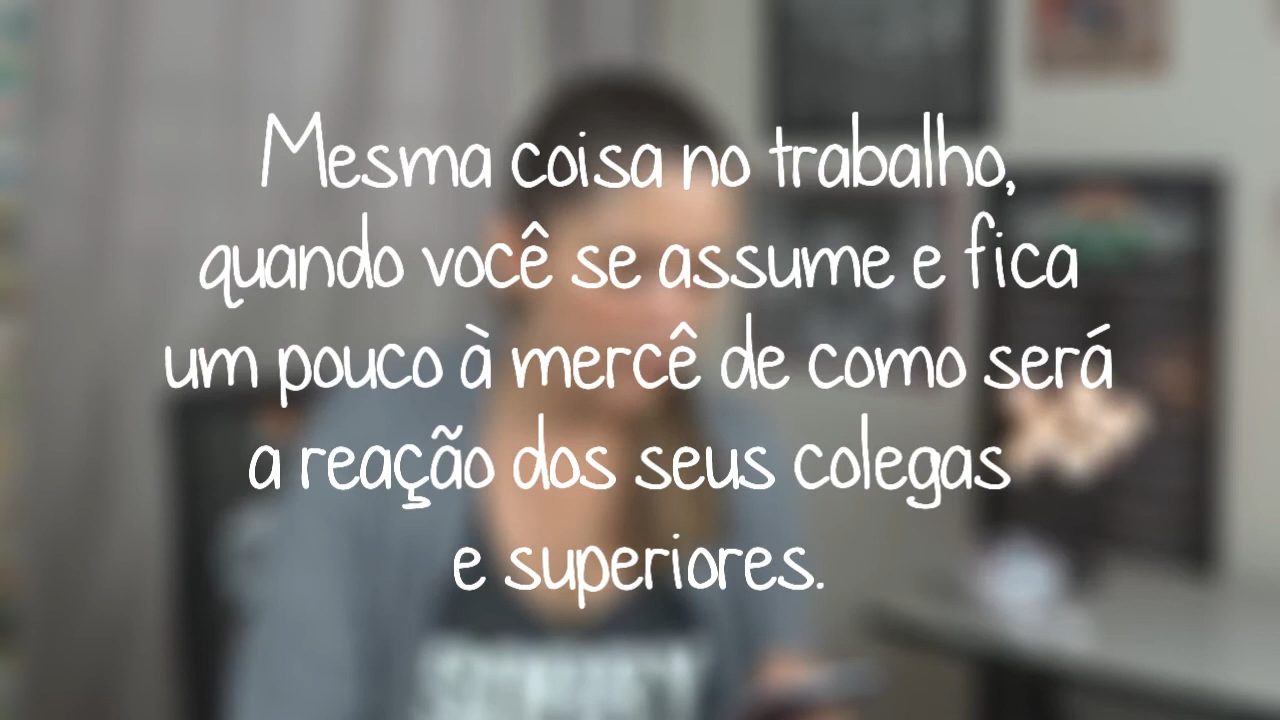 Mesma coisa no trabalho,
quando você se assume e fica
um pouco à mercê de como será
a reação dos seus colegas
e superiores.